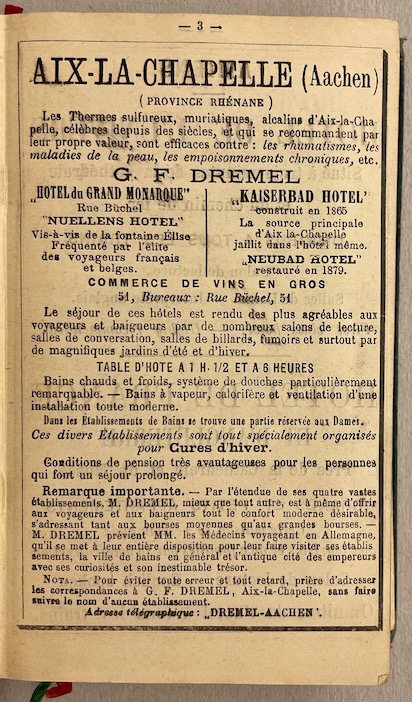 — 3 —
AIX-LA-CHAPELLE (Aachen)
(PROVINCE RHÉNANE)
Les Thermes sulfureux, muriatiques, alcalins d'Aix-la-Cha
pelle, célèbres depuis des siècles, et qui se recommandent par
leur propre valeur, sont efficaces contre : les rhumatismes, les
maladies de la peau, les empoisonnements chroniques, etc.
G. F. DREMEL
„HOTEL du GRAND MONARQUE"
Rue Büchel
"NUELLENS HOTEL"
Vis-à-vis de la fontaine Elise
Fréquenté par l'élite
des voyageurs français
et belges.
„KAISERBAD HOTEL'
construit en 1865
La source principale
d'Aix la-Chapelle
jaillit dans l'hôtel même.
„NEUBAD HOTEL"
restauré en 1879.
COMMERCE DE VINS EN GROS
51, Bureaux : Rue Büchel, 51
Le séjour de ces hôtels est rendu des plus agréables aux
voyageurs et baigneurs par de nombreux salons de lecture,
salles de conversation, salles de billards, fumoirs et surtout par
de magnifiques jardins d'été et d'hiver.
TABLE D'HOTE A 1 H. 1/2 ET A 6 HEURES
Bains chauds et froids, système de douches particulièrement
remarquable. — Bains à vapeur, calorifère et ventilation d'une
installation toute moderne.
Dans les Établissements de Bains se trouve une partie réservée aux Dames.
Ces divers Etablissements sont tout spécialement organisés
pour Cures d'hiver.
Conditions de pension très avantageuses pour les personnes
qui font un séjour prolongé.
Remarque importante. — Par l'étendue de ses quatre vastes
établissements, M. DREMEL, mieux que tout autre, est à même d'offrir
aux voyageurs et aux baigneurs tout le confort moderne désirable,
s'adressant tant aux bourses moyennes qu'aux grandes bourses. —
M. DREMEL prévient MM. les Médecins voyageant en Allemagne,
qu'il se met à leur entière disposition pour leur faire visiter ses établis
sements, la ville de bains en général et l'antique cité des empereurs
avec ses curiosités et son inestimable trésor.
NOTA. — Pour éviter toute erreur et tout retard, prière d'adresser
les correspondances à G. F. DREMEL, Aix-la-Chapelle, sans faire
suivre le nom d'aucun établissement.
Adresse télégraphique : „DREMEL-AACHEN'.